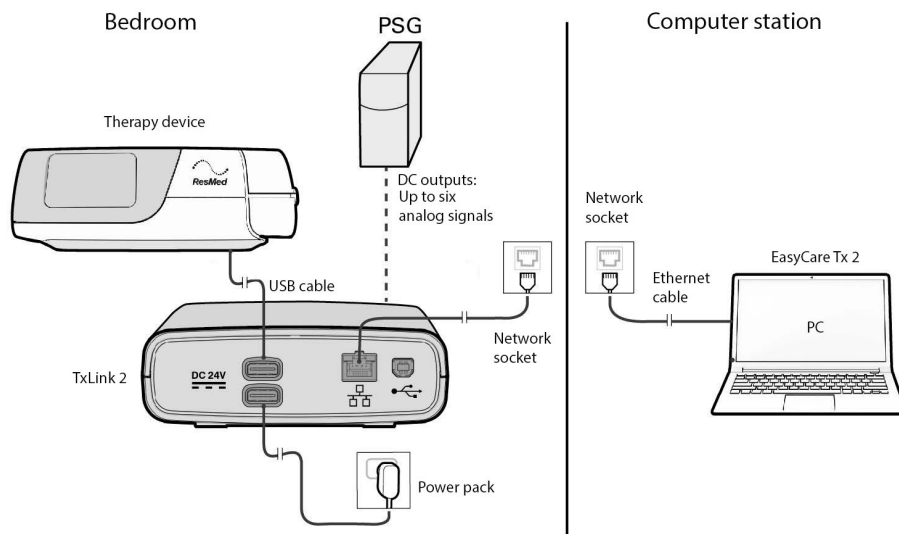 Bedroom
PSG
Computer station
Therapy device
ResMed
DC outputs:
Up to six
analog signals
Network
socket
EasyCare Tx 2
USB cable
Ethernet
cable
PC
Network
socket
TxLink 2
DC 24V
Power pack